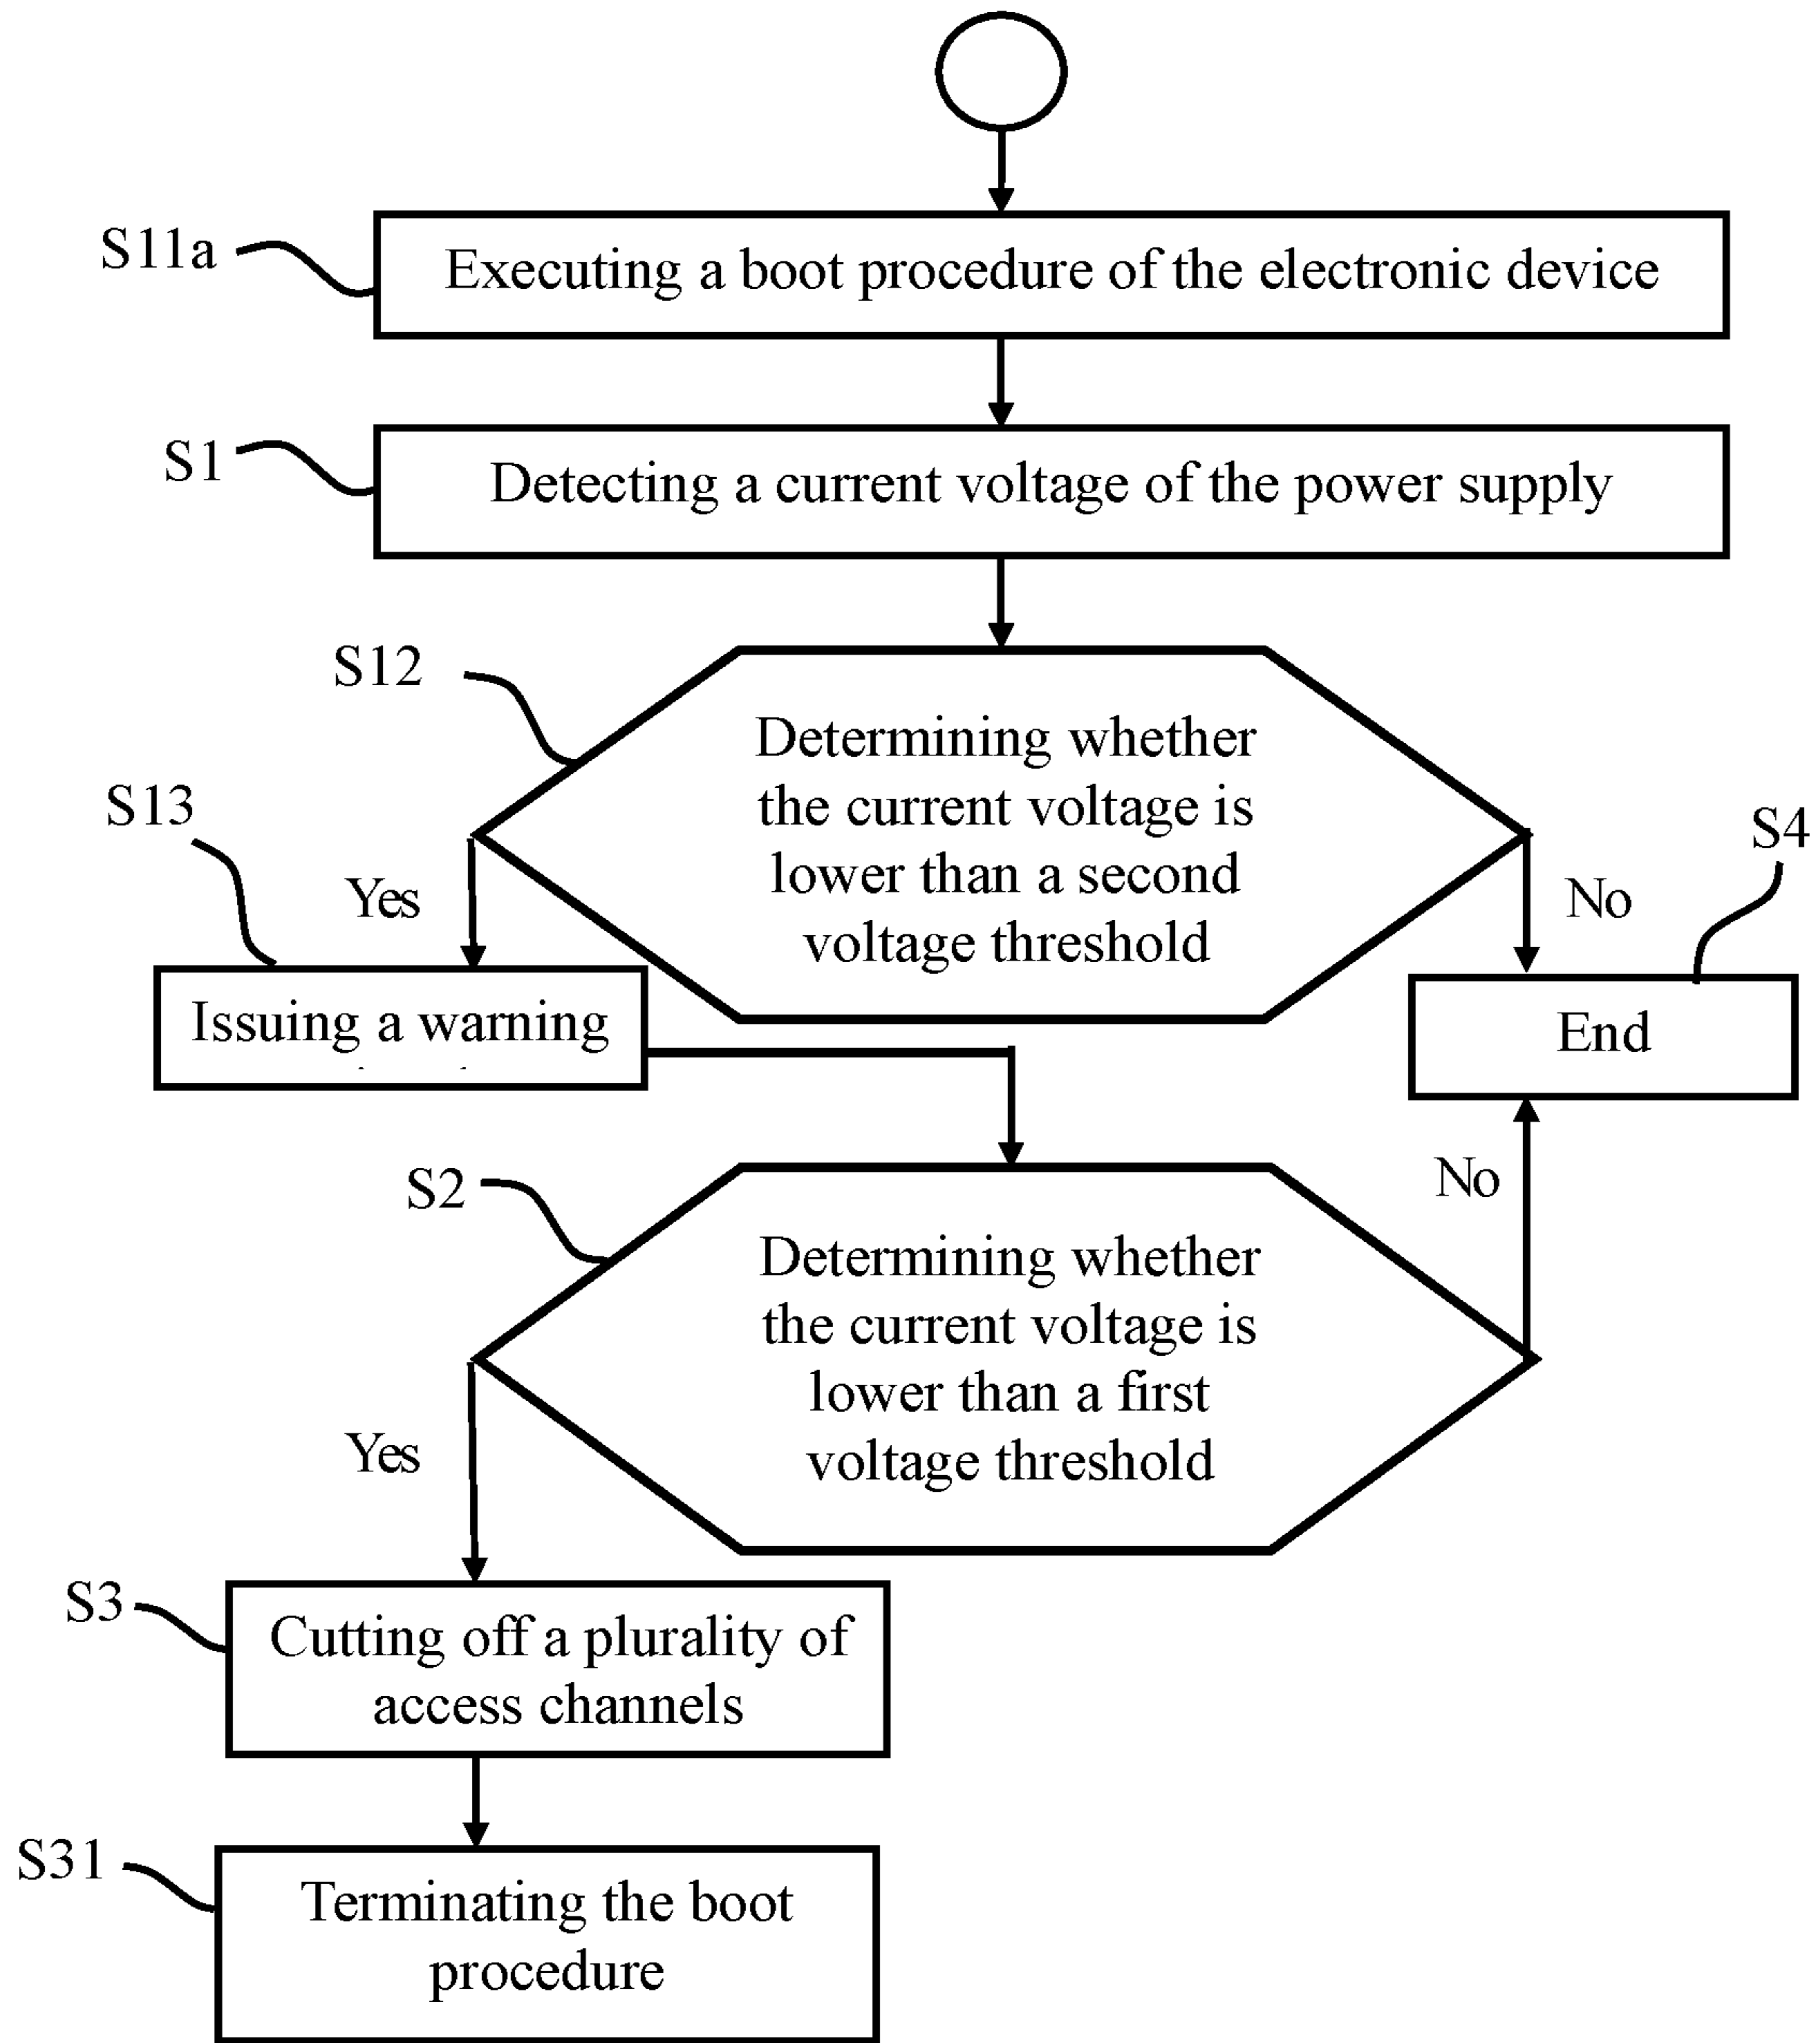 S11a
Executing a boot procedure of the electronic device
S1
Detecting a current voltage of the power supply
S12
Determining whether
the current voltage is
lower than a second
voltage threshold
S13
Yes
No
S4
Issuing a warning
End
S2
No
Determining whether
the current voltage is
lower than a first
voltage threshold
Yes
S3
Cutting off a plurality of
access channels
S31
Terminating the boot
procedure